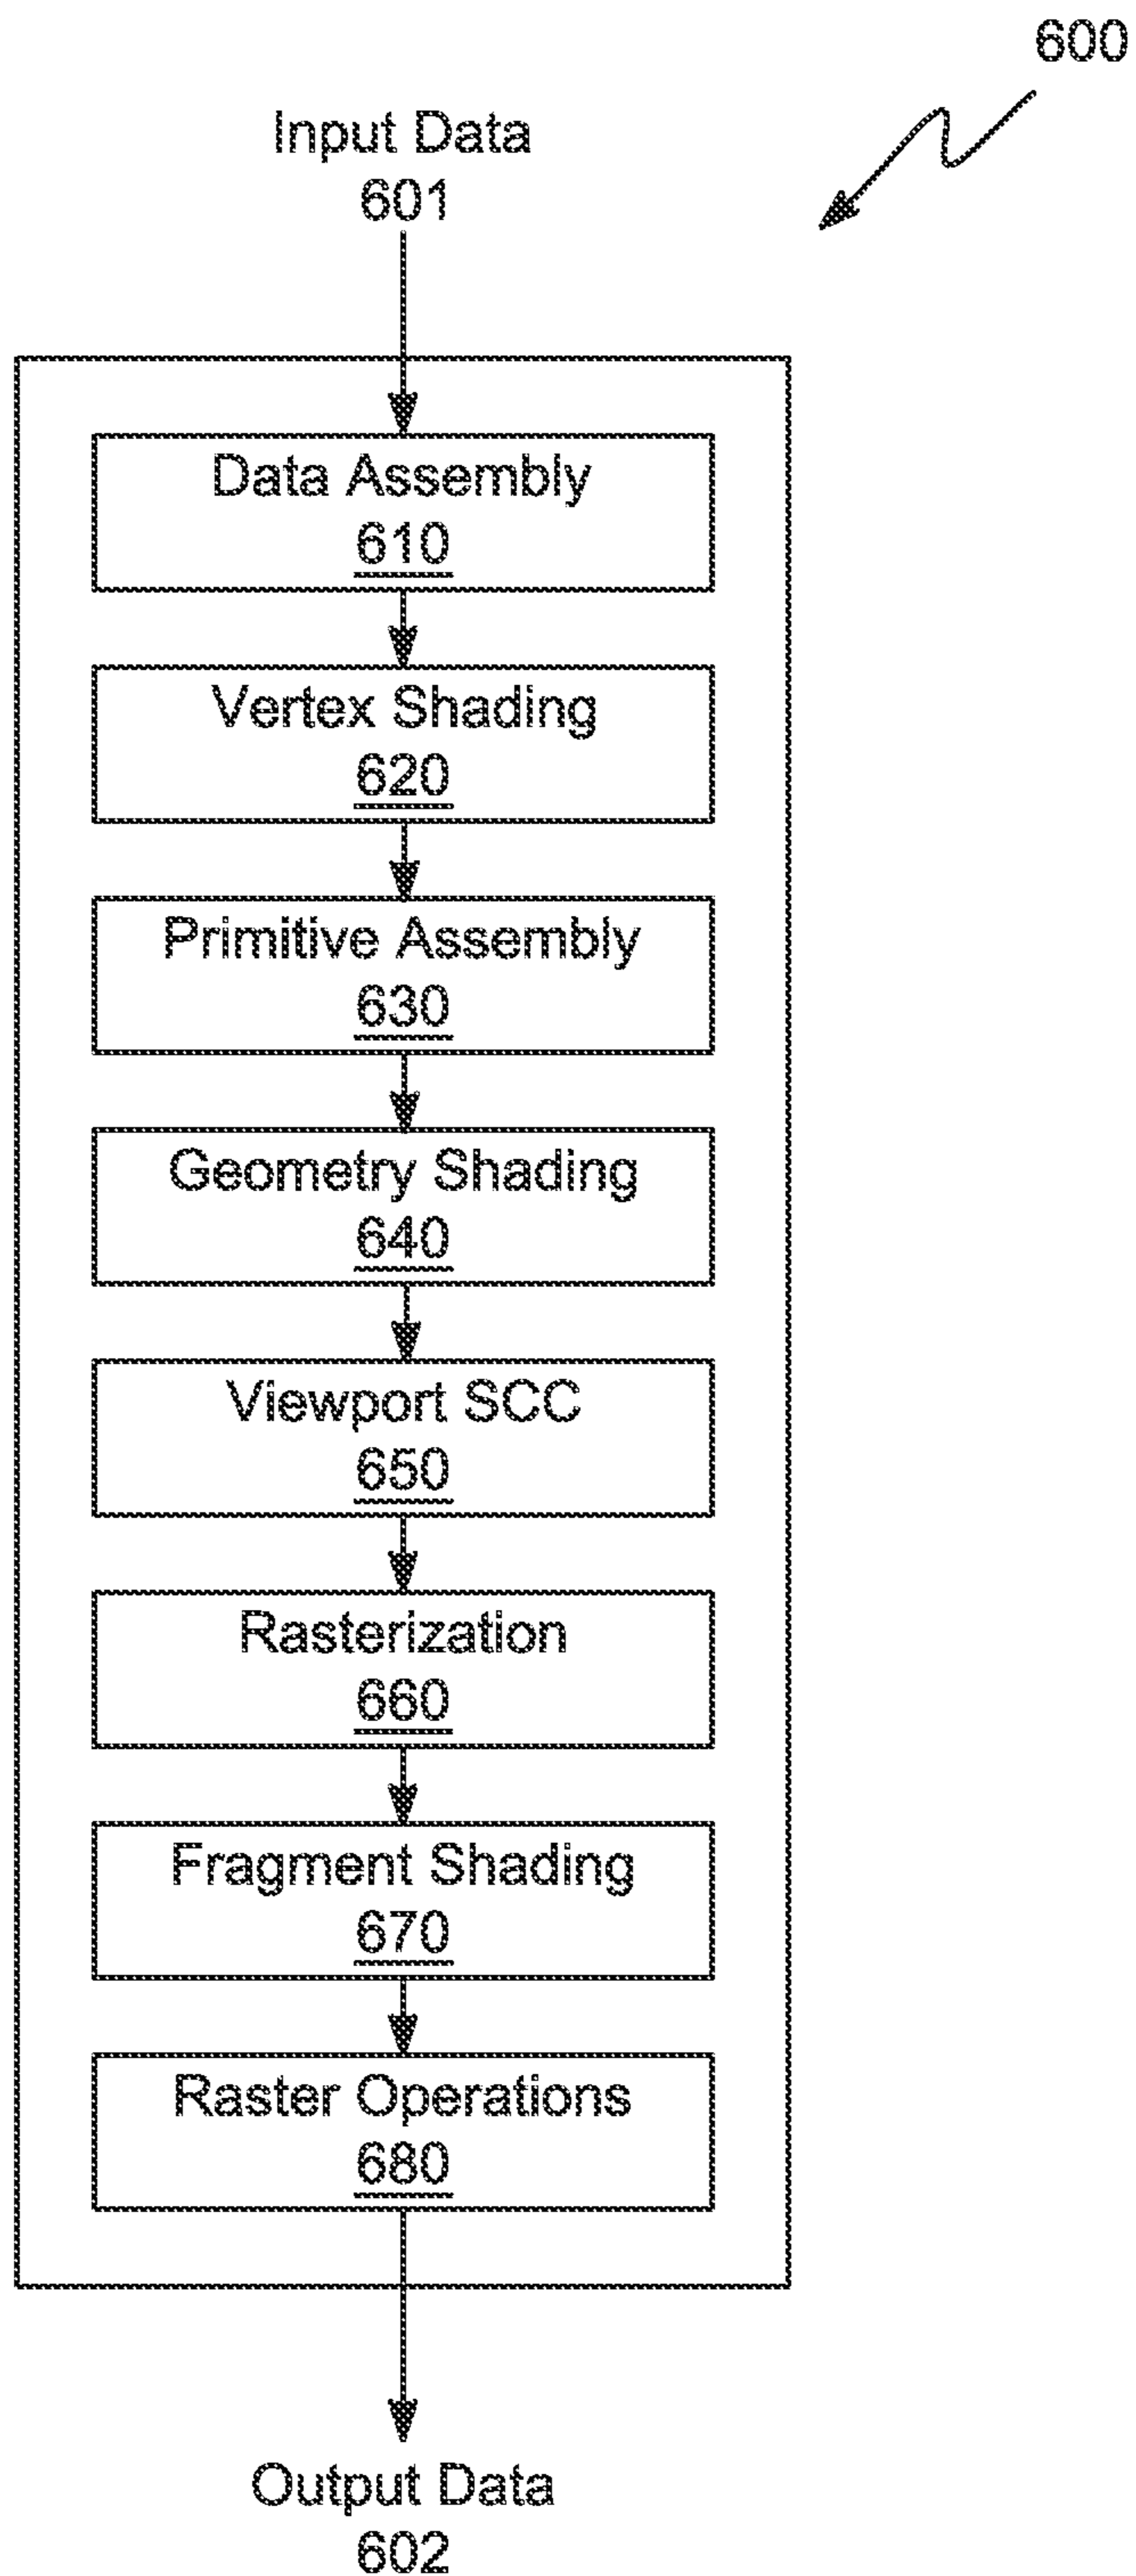 600
Input Data
601
Data Assembly
610
Vertex Shading
620
Primitive Assembly
630
Geometry Shading
640
Viewport SCC
650
Rasterization
660
Fragment Shading
670
Raster Operations
680
Output Data
602